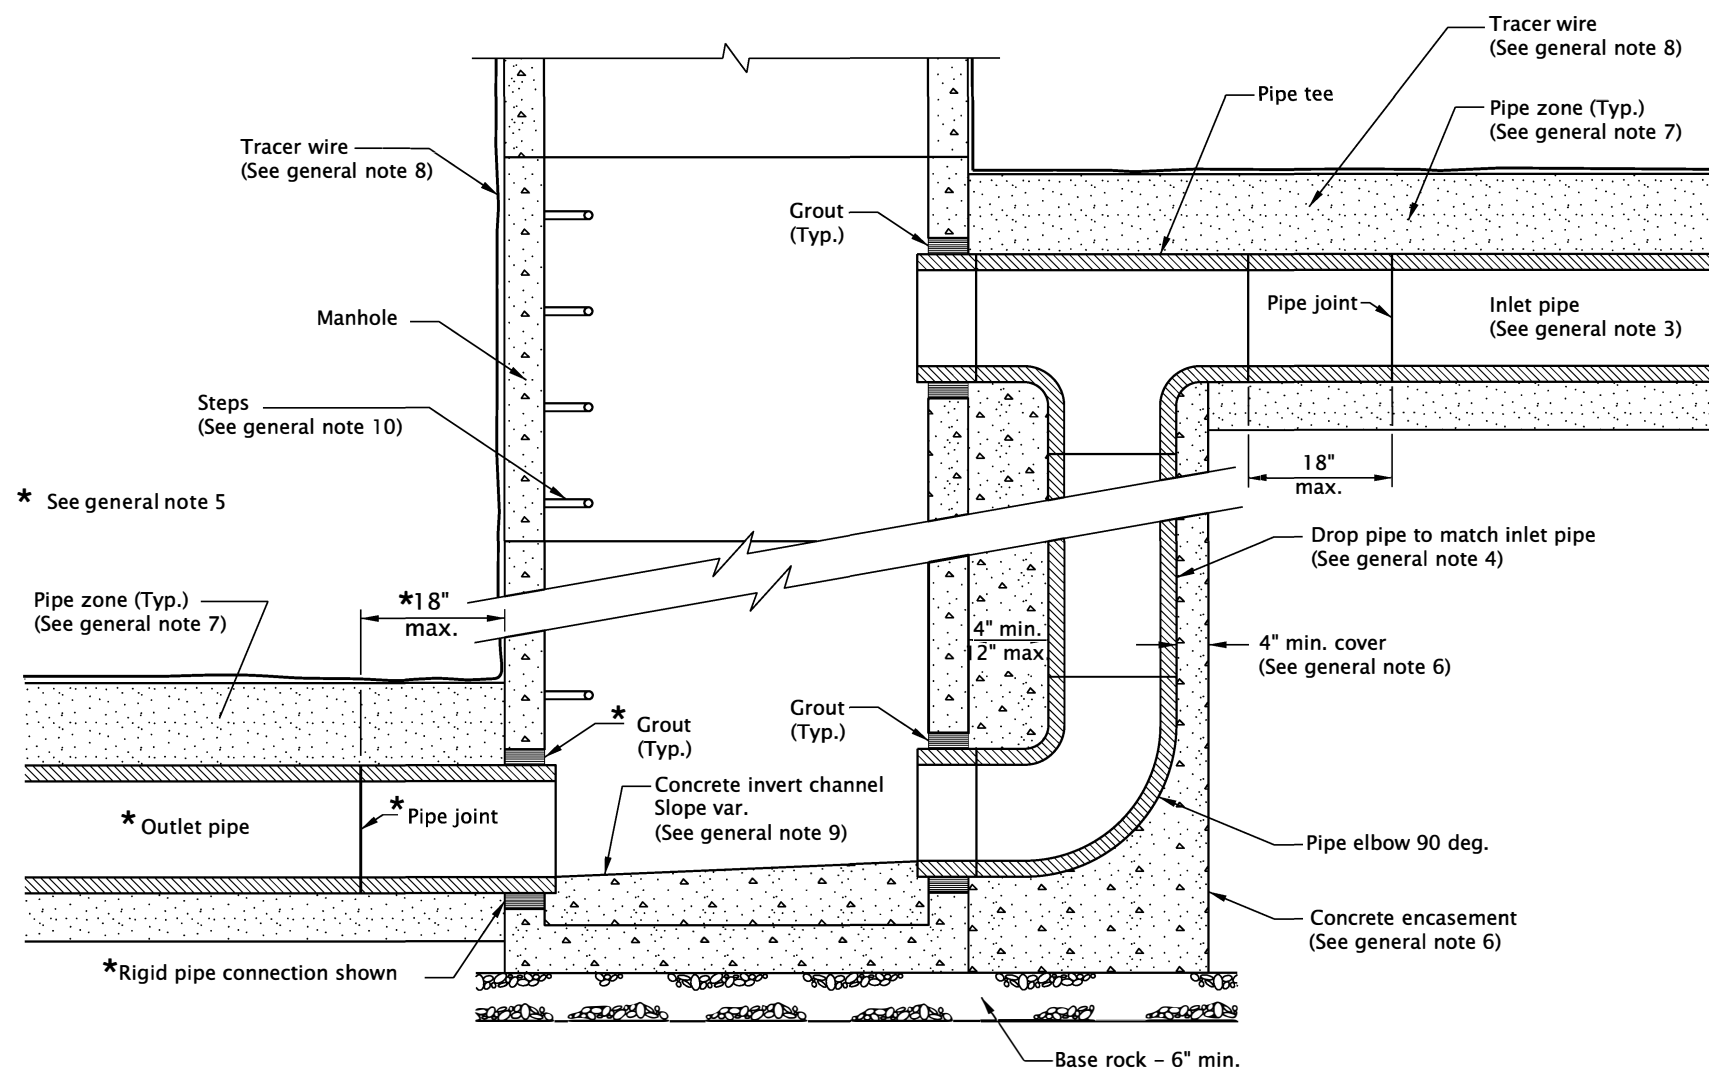 Tracer wire
(See general note 8)
Pipe tee
Pipe zone (Typ.)
(See general note 7)
Tracer wire
(See general note 8)
Grout
(Typ.)
Pipe joint
Inlet pipe
(See general note 3)
Manhole
Steps
(See general note 10)
* See general note 5
18"
max.
Drop pipe to match inlet pipe
(See general note 4)
Pipe zone (Typ.)
(See general note 7)
*18"
max.
4" min.
12" max.
4" min. cover
(See general note 6)
* Grout
(Typ.)
Grout
(Typ.)
Concrete invert channel
Slope var.
(See general note 9)
* Outlet pipe
* Pipe joint
Pipe elbow 90 deg.
Concrete encasement
(See general note 6)
*Rigid pipe connection shown
Base rock – 6" min.